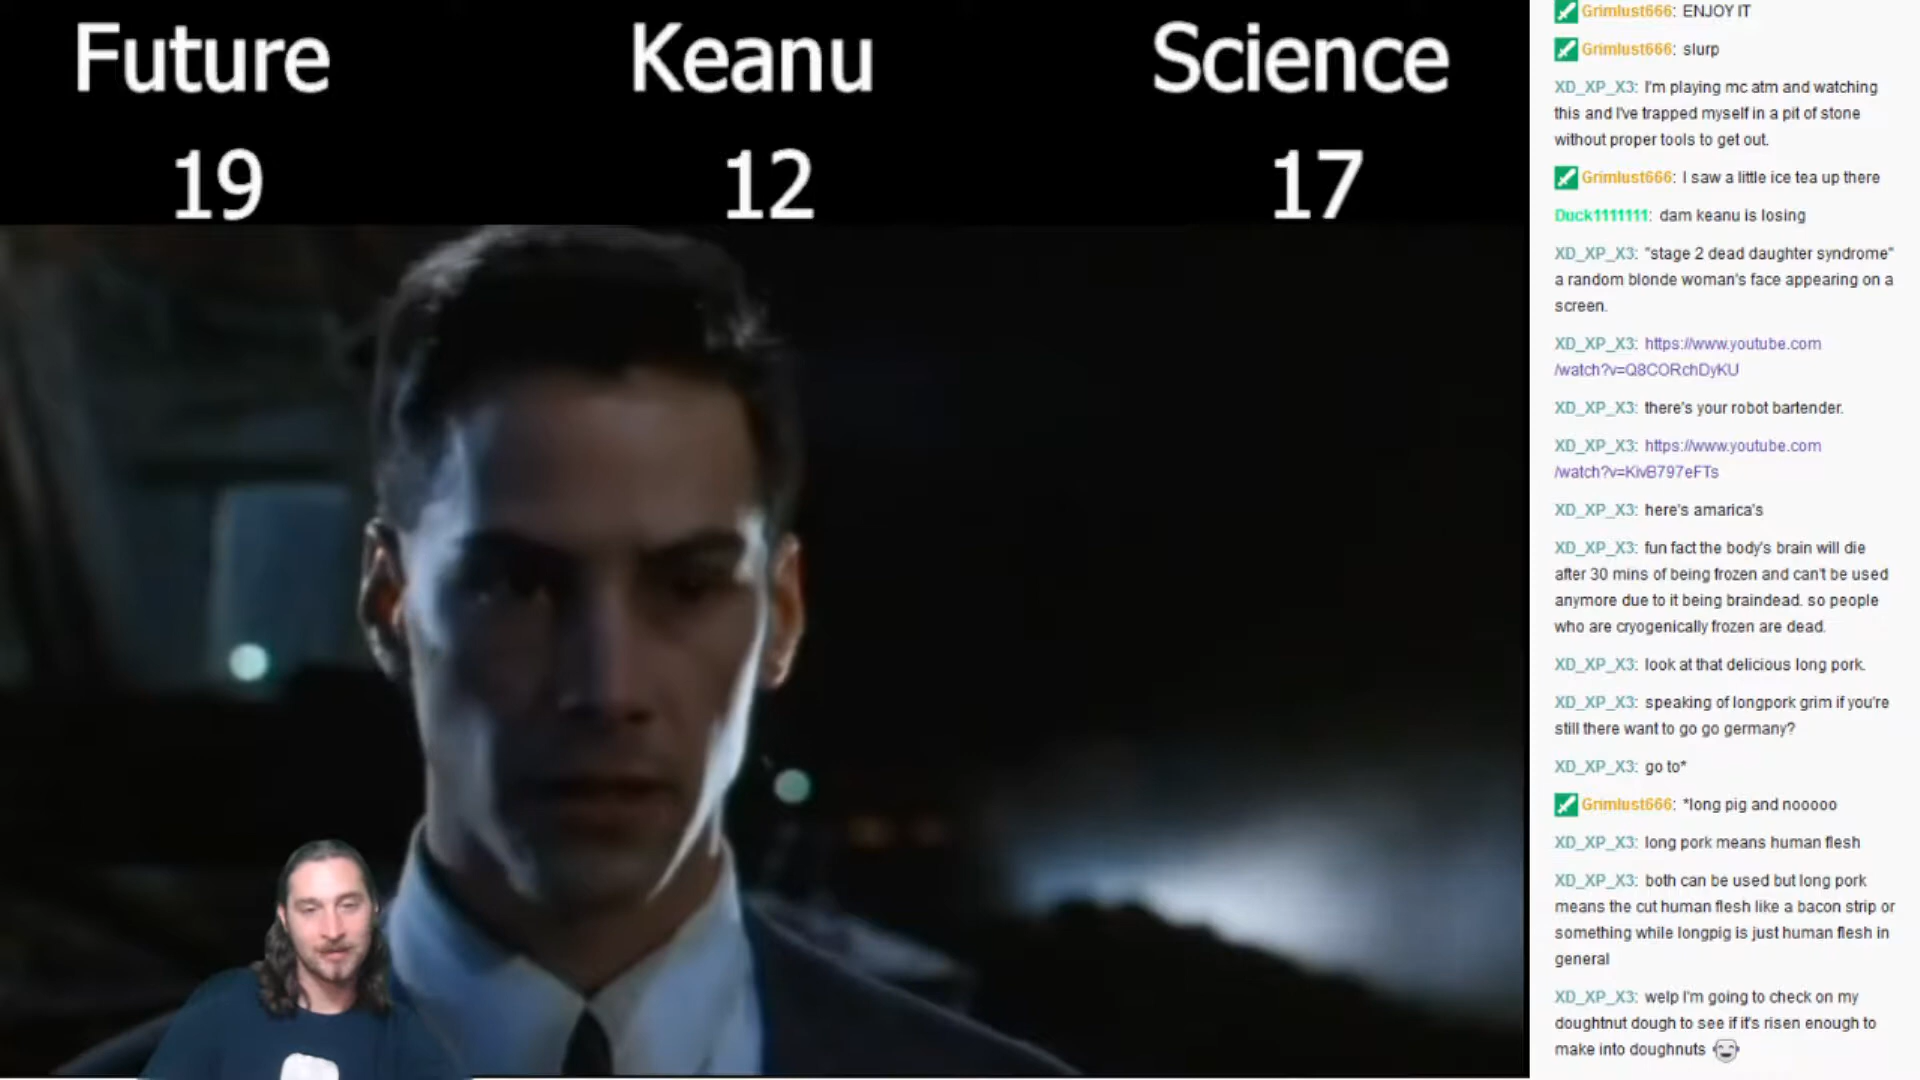 Future Keanu Science
19 12 17
Grimlust666: ENJOY IT
Grimlust666: slurp
XD_XP_X3: I'm playing mc atm and watching
this and I've trapped myself in a pit of stone
without proper tools to get out.
Grimlust666: I saw a little ice tea up there
Duck1111111: dam keanu is losing
XD_XP_X3: "stage 2 dead daughter syndrome"
a random blonde woman's face appearing on a
screen.
XD_XP_X3: https://www.youtube.com
/watch?v=Q8CORchDyKU
XD_XP_X3: there's your robot bartender.
XD_XP_X3: https://www.youtube.com
/watch?v=KivB797eFTs
XD_XP_X3: here's amarica's
XD_XP_X3: fun fact the body's brain will die
after 30 mins of being frozen and can't be used
anymore due to it being braindead. so people
who are cryogenically frozen are dead.
XD_XP_X3: look at that delicious long pork.
XD_XP_X3: speaking of longpork grim if you're
still there want to go go germany?
XD_XP_X3: go to*
Grimlust666: *long pig and nooooo
XD_XP_X3: long pork means human flesh
XD_XP_X3: both can be used but long pork
means the cut human flesh like a bacon strip or
something while longpig is just human flesh in
general
XD_XP_X3: welp I'm going to check on my
doughtnut dough to see if it's risen enough to
make into doughnuts